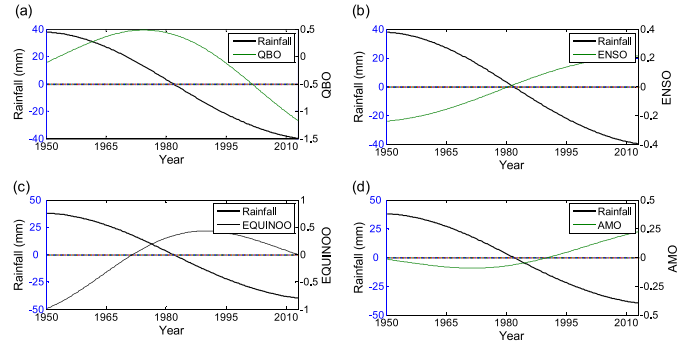 (a)
40
20
0
-20
-40
Rainfall (mm)
Rainfall
QBO
0.5
0
-0.5
1
1.5
QBO
1950
1965
1980
1995
2010
Year
(b)
40
20
0
-20
-40
Rainfall (mm)
Rainfall
ENSO
0.4
0.2
0
-0.2
-0.4
ENSO
1950
1965
1980
1995
2010
Year
(c)
50
25
0
-25
-50
Rainfall (mm)
Rainfall
EQUINOO
1
0.5
0
0.5
1
EQUINOO
1950
1965
1980
1995
2010
Year
(d)
50
25
0
-25
-50
Rainfall (mm)
Rainfall
AMO
0.5
0.25
0
-0.25
-0.5
AMO
1950
1965
1980
1995
2010
Year